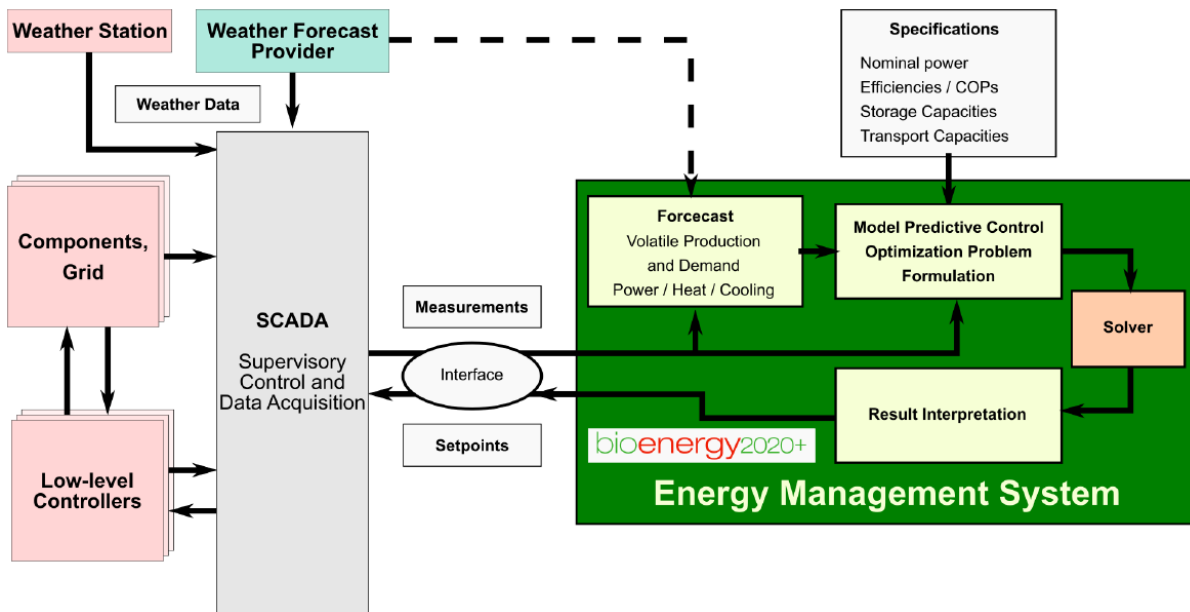 Weather Station
Weather Forecast
Provider
Weather Data
Specifications
Nominal power
Efficiencies / COPs
Storage Capacities
Transport Capacities
Components,
Grid
SCADA
Supervisory
Control and
Data Acquisition
Low-level
Controllers
Measurements
Interface
Setpoints
Forcecast
Volatile Production
and Demand
Power / Heat / Cooling
Model Predictive Control
Optimization Problem
Formulation
Solver
Result Interpretation
bioenergy2020+
Energy Management System